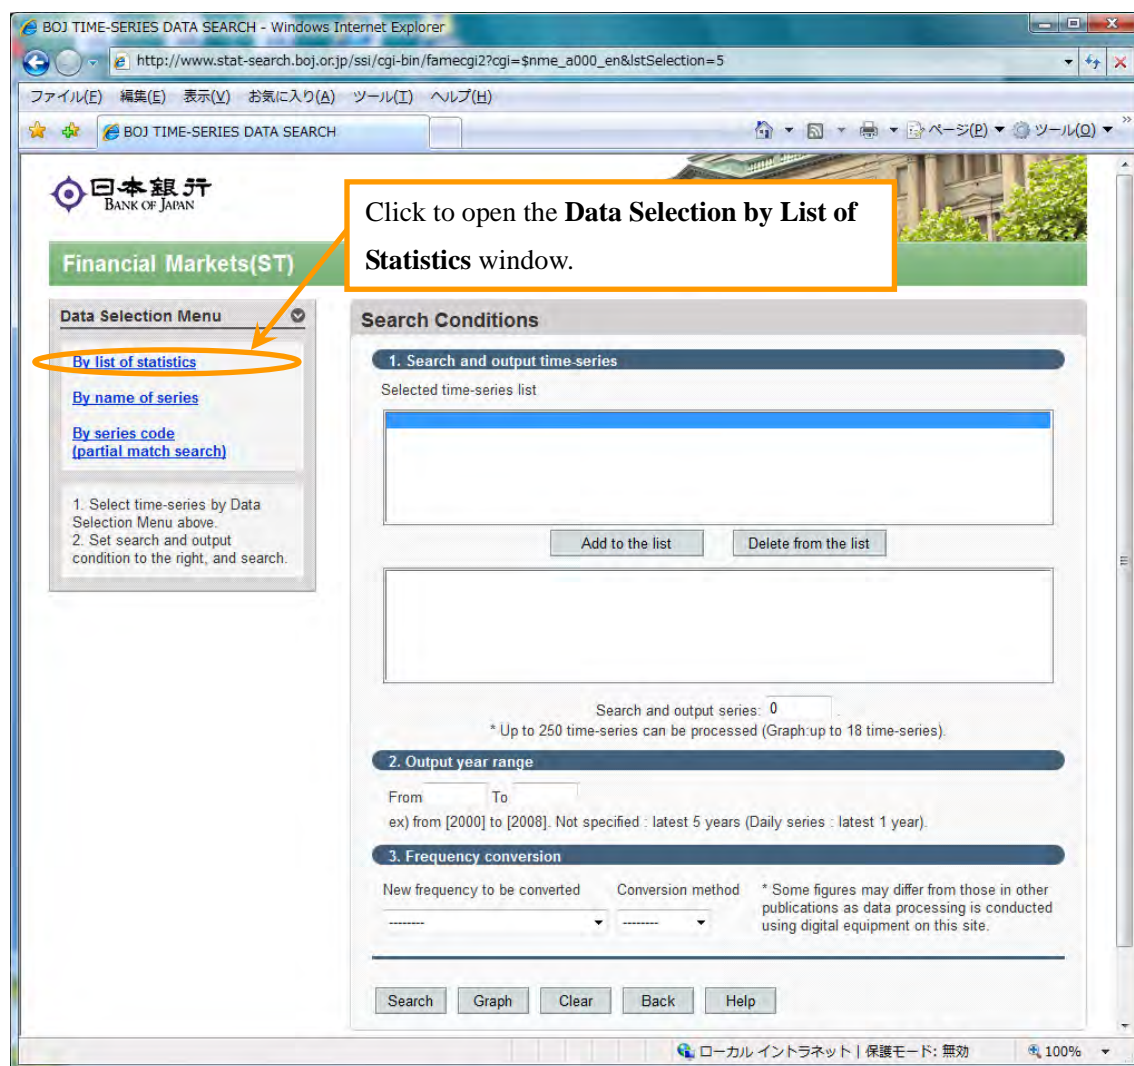 BOJ TIME-SERIES DATA SEARCH - Windows Internet Explorer
http://www.stat-search.boj.or.jp/ssi/cgi-bin/famecgi2?cgi=$nme_a000_en&lstSelection=5
ファイル(F) 編集(E) 表示(V) お気に入り(A) ツール(T) ヘルプ(H)
BOJ TIME-SERIES DATA SEARCH
ページ(P) ツール(O)
日本銀行
BANK OF JAPAN
Click to open the Data Selection by List of
Statistics window.
Financial Markets(ST)
Data Selection Menu
By list of statistics
By name of series
By series code
(partial match search)
1. Select time-series by Data
Selection Menu above.
2. Set search and output
condition to the right, and search.
Search Conditions
1. Search and output time-series
Selected time-series list
Add to the list Delete from the list
Search and output series: 0
* Up to 250 time-series can be processed (Graph:up to 18 time-series).
2. Output year range
From To
ex) from [2000] to [2008]. Not specified : latest 5 years (Daily series : latest 1 year).
3. Frequency conversion
New frequency to be converted Conversion method
-------- --------
* Some figures may differ from those in other
publications as data processing is conducted
using digital equipment on this site.
Search Graph Clear Back Help
ローカル イントラネット | 保護モード: 無効 100%